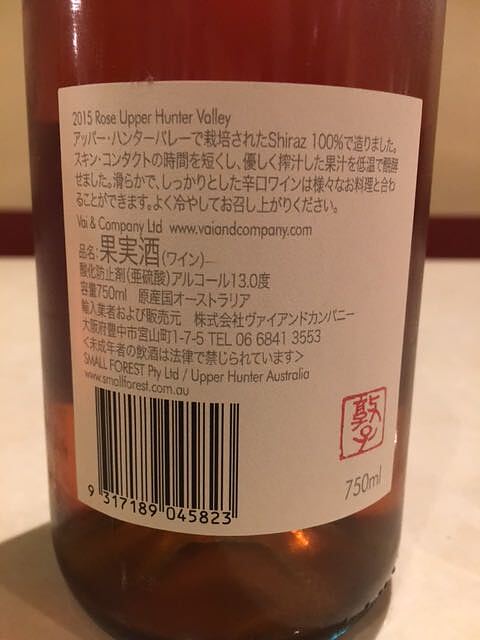 2015 Rose Upper Hunter Valley
アッパー・ハンターバレーで栽培されたShiraz 100%で造りました。
スキン・コンタクトの時間を短くし、優しく搾汁した果汁を低温で醗酵
せました。滑らかで、しっかりとした辛口ワインは様々なお料理と合わ
ることができます。よく冷やしてお召し上がりください。
Vai & Company Ltd www.vaiandcompany.com
品名:果実酒(ワイン)
酸化防止剤(亜硫酸)アルコール13.0度
容量750ml 原産国オーストラリア
輸入業者および販売元 株式会社ヴァイアンドカンパニー
大阪府豊中市宮山町1-7-5 TEL 06 6841 3553
<未成年者の飲酒は法律で禁じられています>
SMALL FOREST Pty Ltd / Upper Hunter Australia
www.smallforest.com.au
敦子
750ml
9 317189 045823